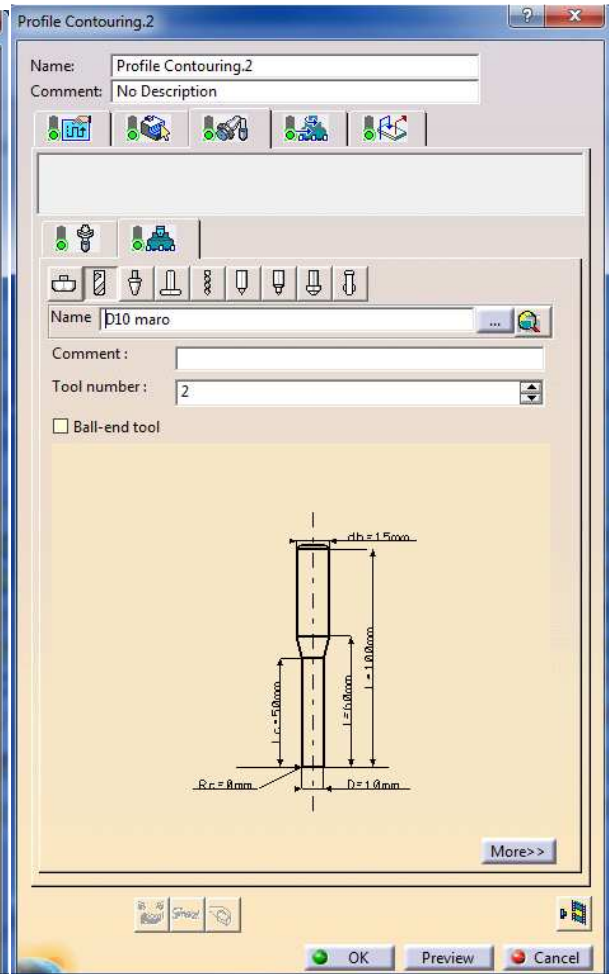 Profile Contouring.2
?
X
Name: Profile Contouring.2
Comment: No Description
Name D10 maro
...
Comment :
Tool number : 2
Ball-end tool
db=15mm
L=100mm
l=60mm
Lc=50mm
Rc=0mm
D=10mm
More>>
OK Preview Cancel